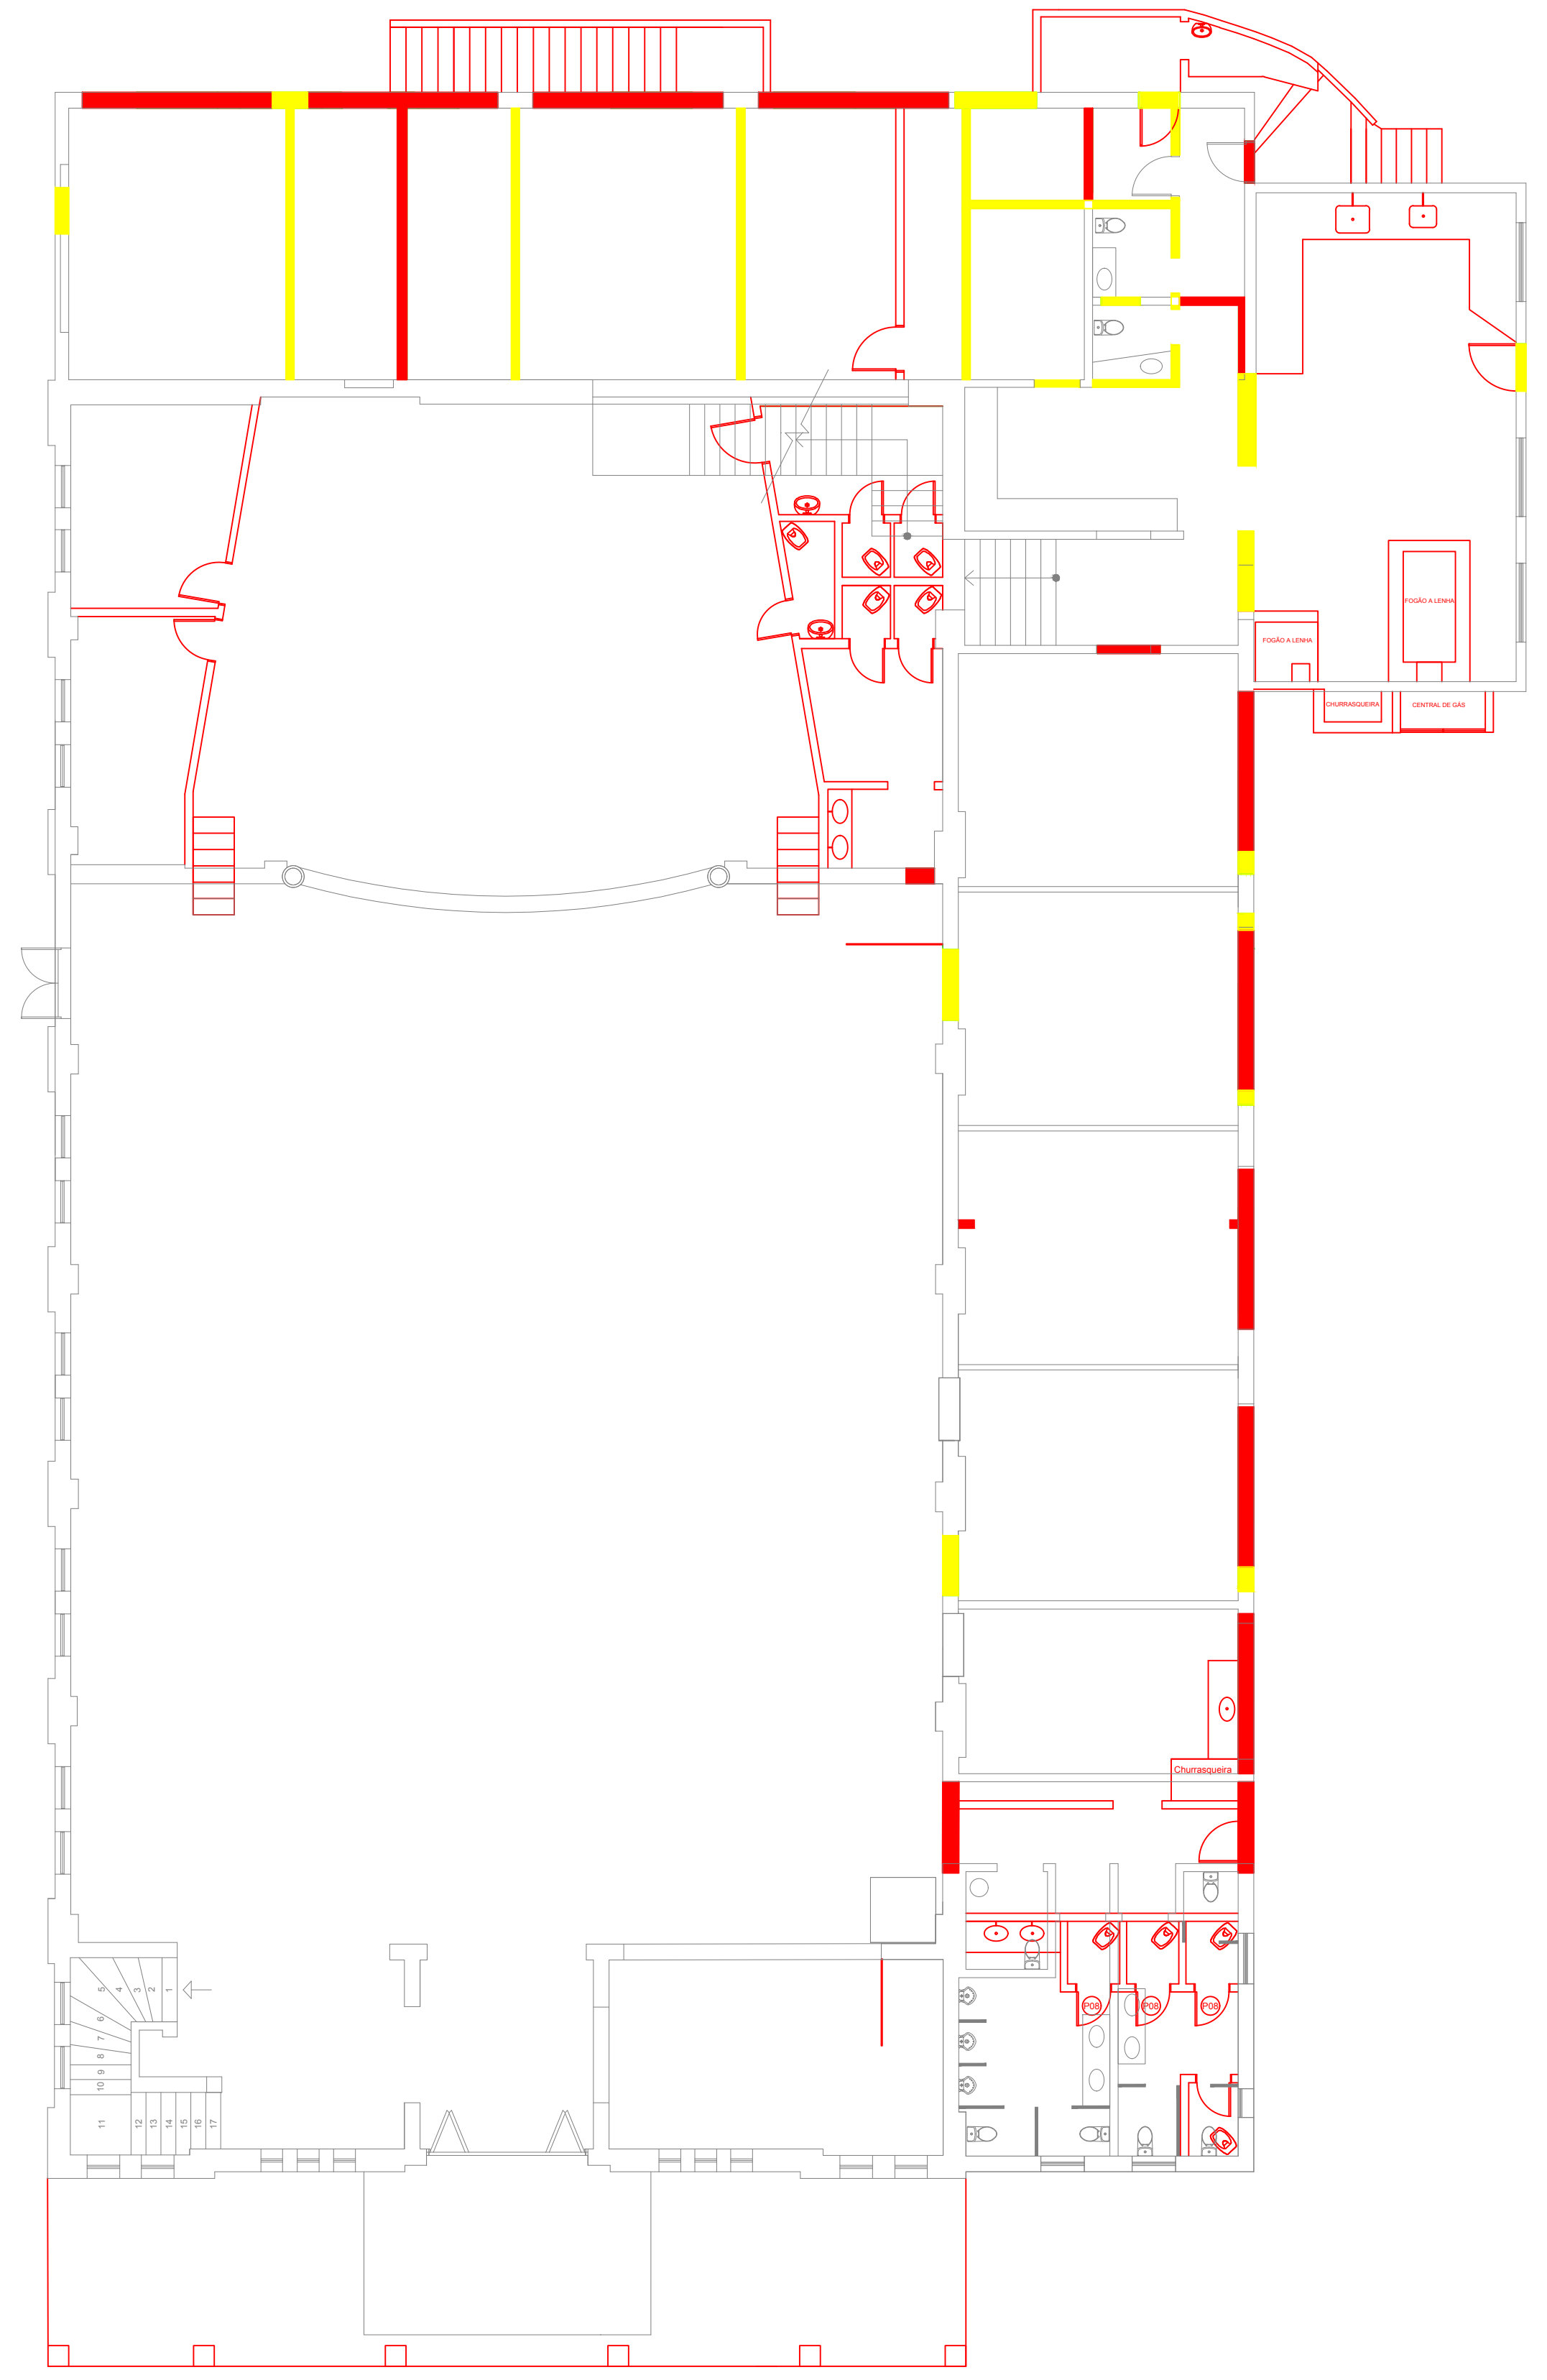 FOGÃO A LENHA
FOGÃO A LENHA
CHURRASQUEIRA
CENTRAL DE GÁS
Churrasqueira
P08
P08
P08
5
4
3
2
1
6
7
8
9
10
11
12
13
14
15
16
17